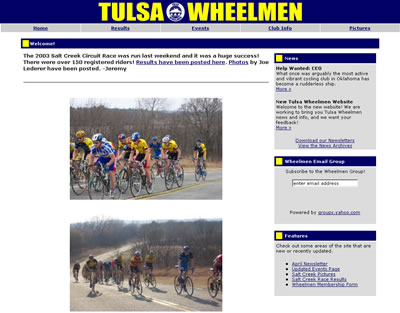 TULSA WHEELMEN
Home Results Events Club Info Pictures
Welcome!
The 2003 Salt Creek Circuit Race was run last weekend and it was a huge success!
There were over 150 registered riders! Results have been posted here. Photos by Joe
Lederer have been posted. -Jeremy
News
Help Wanted: CEO
What once was arguably the most active
and vibrant cycling club in Oklahoma has
become a rudderless ship.
More »
New Tulsa Wheelmen Website
Welcome to the new website! We are
working to bring you Tulsa Wheelmen
news and info, and we want your
feedback!
More »
Download our Newsletters
View the News Archives
Wheelmen Email Group
Subscribe to the Wheelmen Group!
enter email address
Powered by groups.yahoo.com
Features
Check out some areas of the site that are
new or recently updated.
April Newsletter
Updated Events Page
Salt Creek Pictures
Salt Creek Race Results
Wheelmen Membership Form